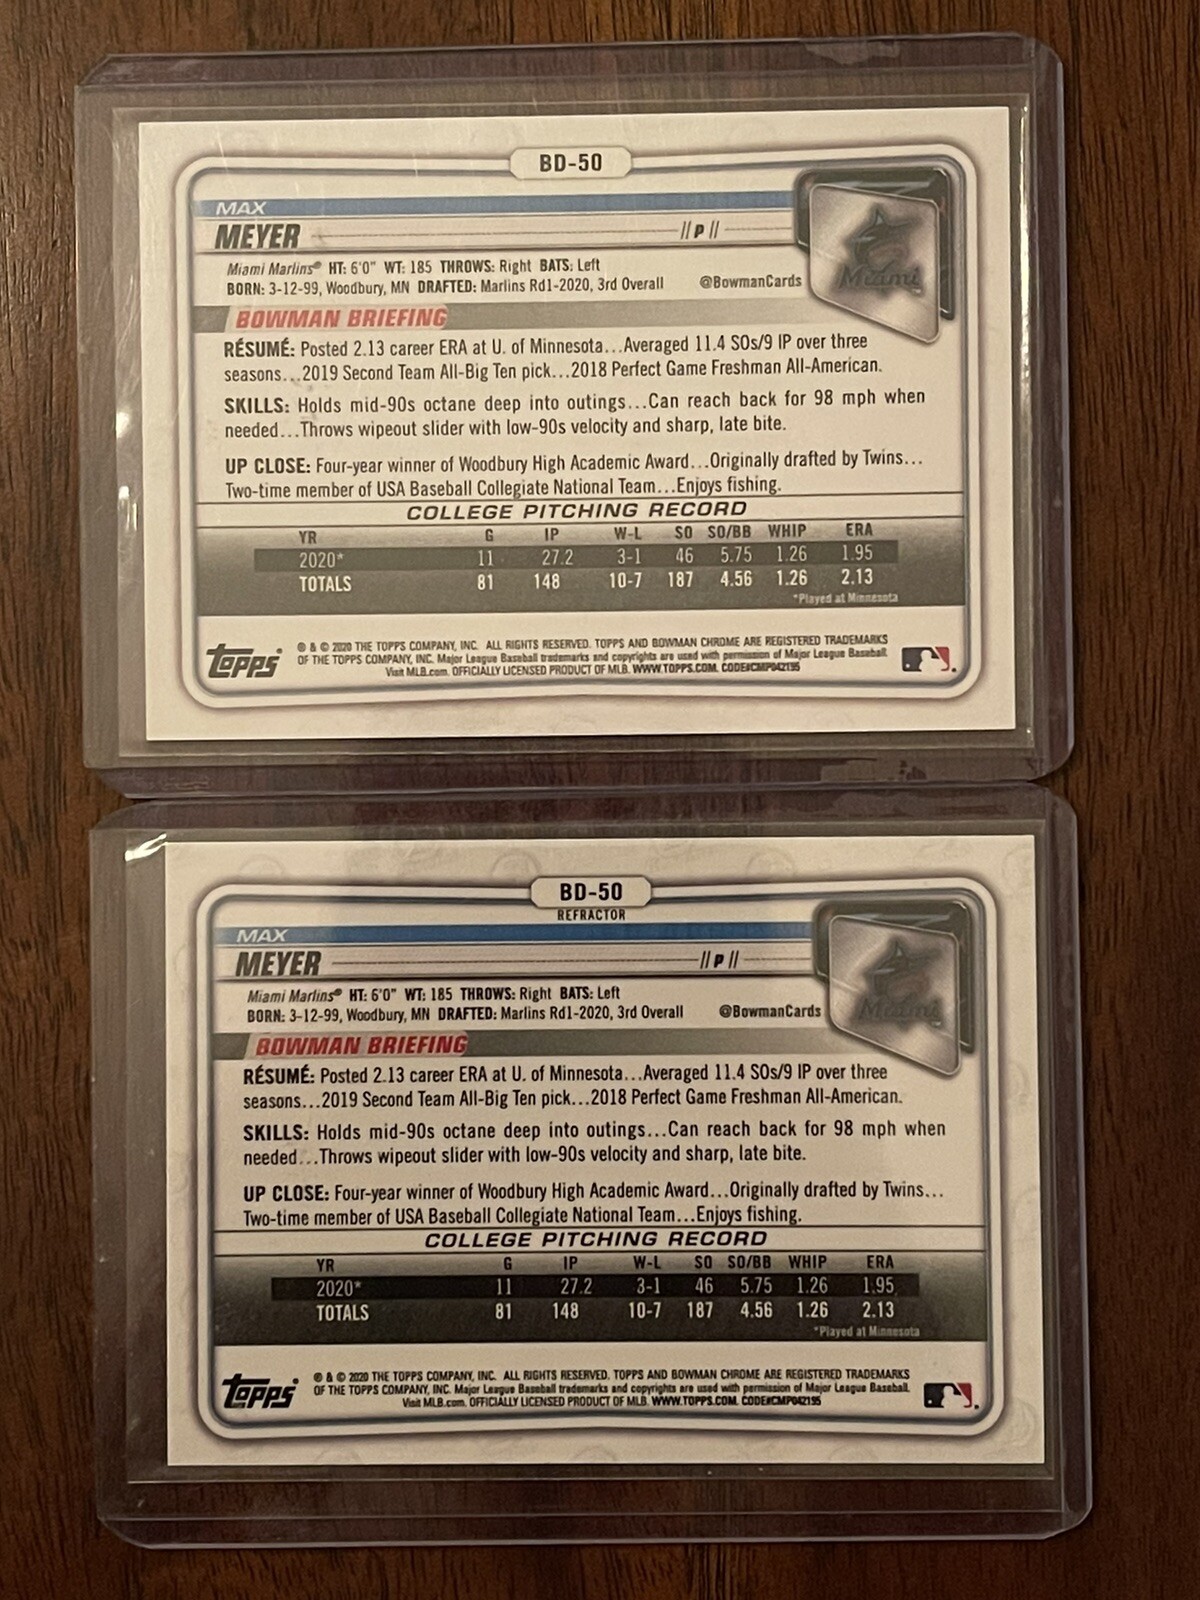 BD-50
MAX
MEYER // P //
Miami Marlins® HT: 6'0" WT: 185 THROWS: Right BATS: Left
BORN: 3-12-99, Woodbury, MN DRAFTED: Marlins Rd1-2020, 3rd Overall @BowmanCards
Miami
BOWMAN BRIEFING
RÉSUMÉ: Posted 2.13 career ERA at U. of Minnesota...Averaged 11.4 SOs/9 IP over three
seasons...2019 Second Team All-Big Ten pick...2018 Perfect Game Freshman All-American.
SKILLS: Holds mid-90s octane deep into outings...Can reach back for 98 mph when
needed...Throws wipeout slider with low-90s velocity and sharp, late bite.
UP CLOSE: Four-year winner of Woodbury High Academic Award...Originally drafted by Twins...
Two-time member of USA Baseball Collegiate National Team...Enjoys fishing.
COLLEGE PITCHING RECORD
YR G IP W-L SO SO/BB WHIP ERA
2020* 11 27.2 3-1 46 5.75 1.26 1.95
TOTALS 81 148 10-7 187 4.56 1.26 2.13
*Played at Minnesota
Topps
® & © 2020 THE TOPPS COMPANY, INC. ALL RIGHTS RESERVED. TOPPS AND BOWMAN CHROME ARE REGISTERED TRADEMARKS
OF THE TOPPS COMPANY, INC. Major League Baseball trademarks and copyrights are used with permission of Major League Baseball.
Visit MLB.com. OFFICIALLY LICENSED PRODUCT OF MLB. WWW.TOPPS.COM. CODE#CMP042195
BD-50
REFRACTOR
MAX
MEYER // P //
Miami Marlins® HT: 6'0" WT: 185 THROWS: Right BATS: Left
BORN: 3-12-99, Woodbury, MN DRAFTED: Marlins Rd1-2020, 3rd Overall @BowmanCards
Miami
BOWMAN BRIEFING
RÉSUMÉ: Posted 2.13 career ERA at U. of Minnesota...Averaged 11.4 SOs/9 IP over three
seasons...2019 Second Team All-Big Ten pick...2018 Perfect Game Freshman All-American.
SKILLS: Holds mid-90s octane deep into outings...Can reach back for 98 mph when
needed...Throws wipeout slider with low-90s velocity and sharp, late bite.
UP CLOSE: Four-year winner of Woodbury High Academic Award...Originally drafted by Twins...
Two-time member of USA Baseball Collegiate National Team...Enjoys fishing.
COLLEGE PITCHING RECORD
YR G IP W-L SO SO/BB WHIP ERA
2020* 11 27.2 3-1 46 5.75 1.26 1.95
TOTALS 81 148 10-7 187 4.56 1.26 2.13
*Played at Minnesota
Topps
® & © 2020 THE TOPPS COMPANY, INC. ALL RIGHTS RESERVED. TOPPS AND BOWMAN CHROME ARE REGISTERED TRADEMARKS
OF THE TOPPS COMPANY, INC. Major League Baseball trademarks and copyrights are used with permission of Major League Baseball.
Visit MLB.com. OFFICIALLY LICENSED PRODUCT OF MLB. WWW.TOPPS.COM. CODE#CMP042195